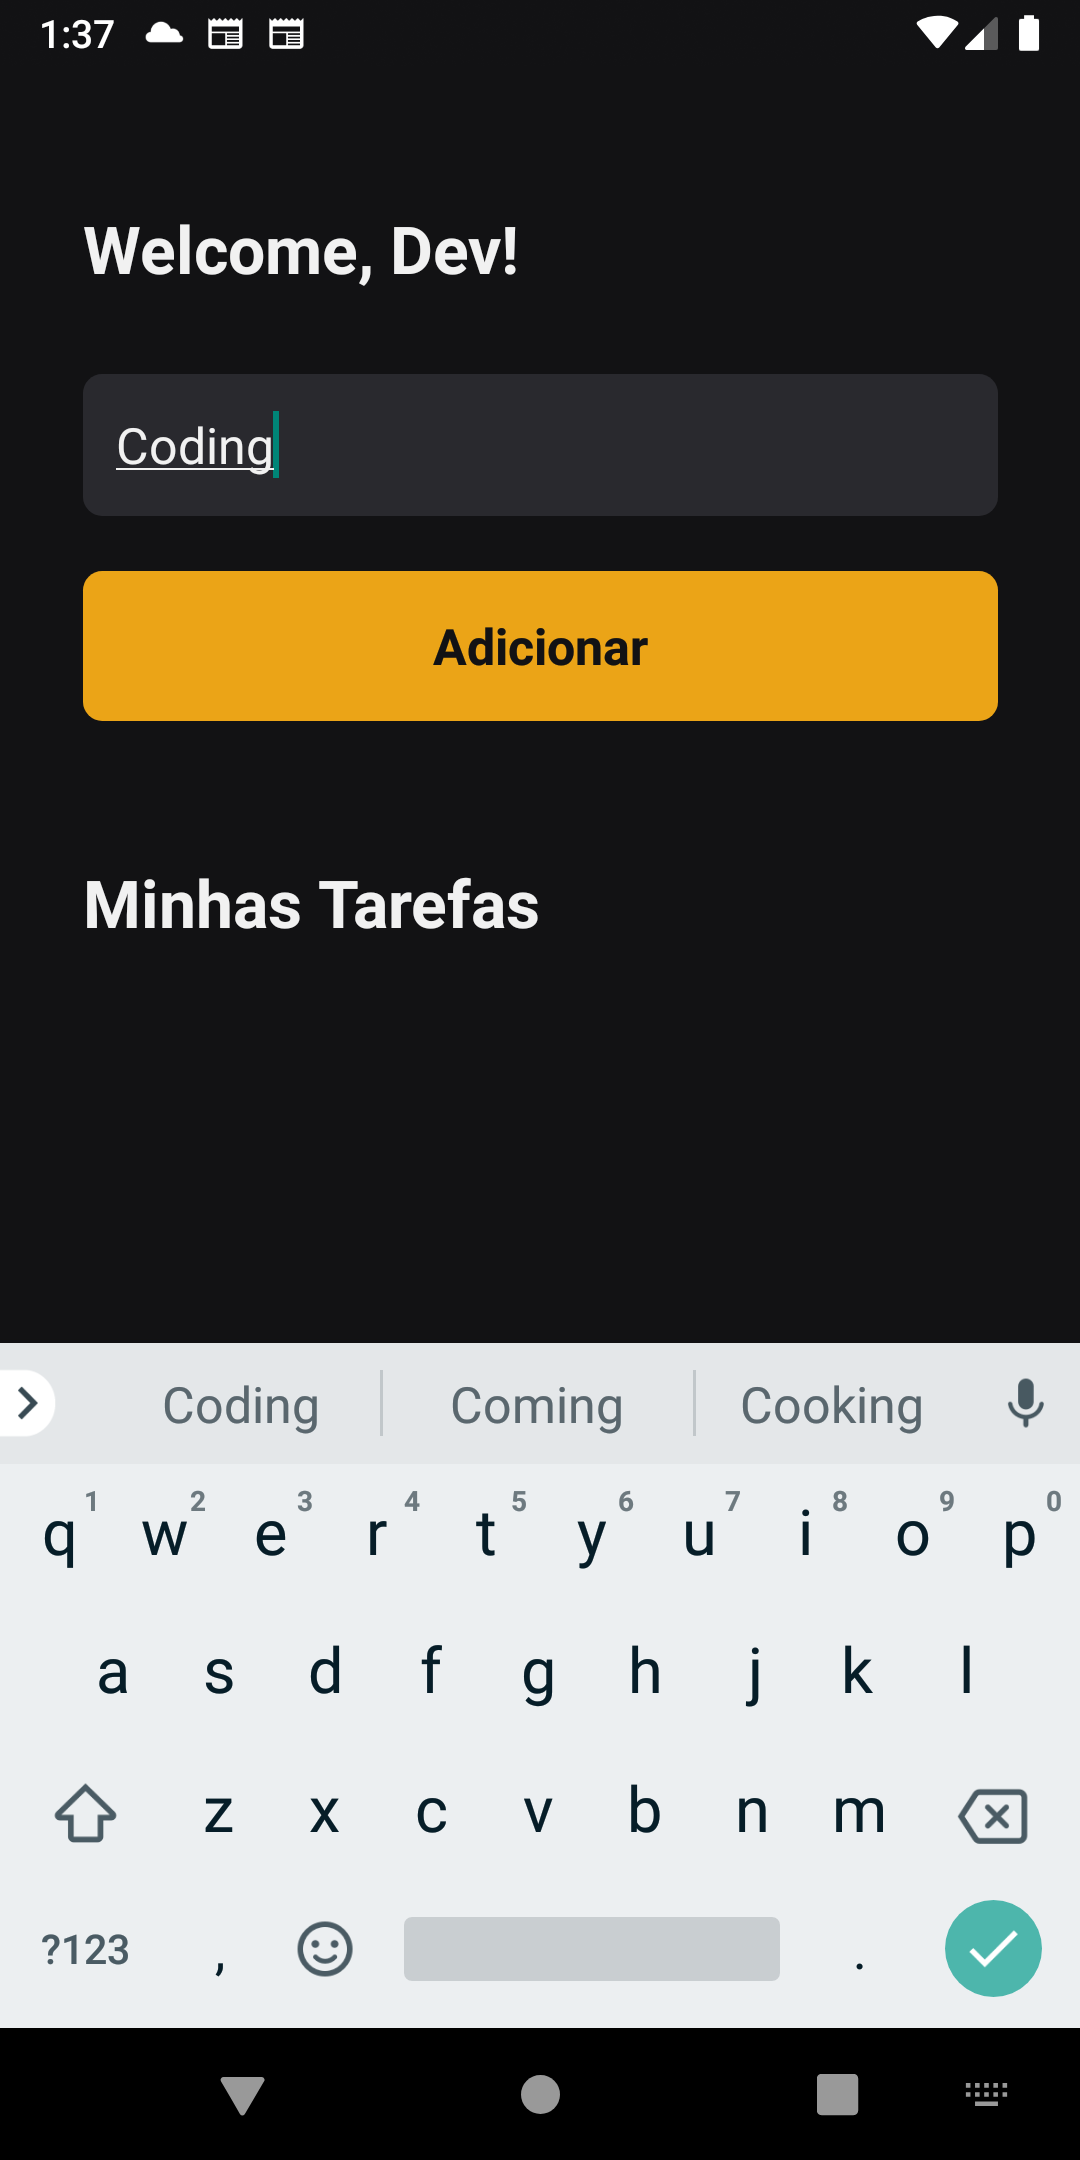 1:37
Welcome, Dev!
Coding
Adicionar
Minhas Tarefas
Coding Coming Cooking
q 1 w 2 e 3 r 4 t 5 y 6 u 7 i 8 o 9 p 0
a s d f g h j k l
z x c v b n m
?123 , .